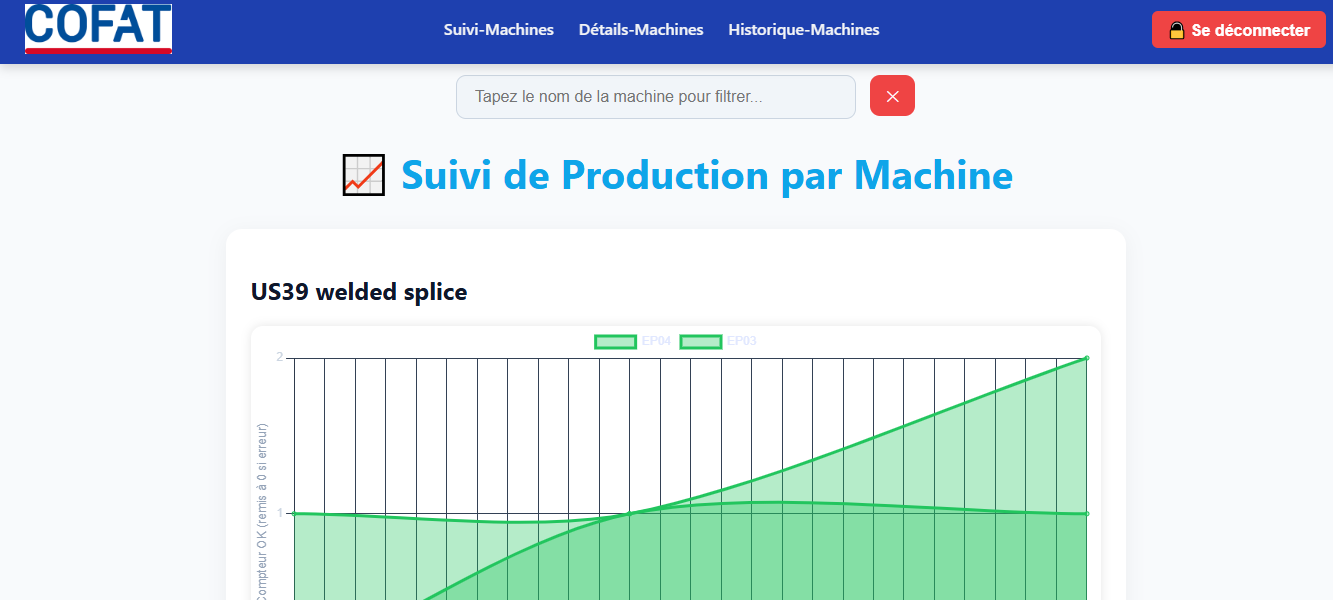 COFAT
Suivi-Machines Détails-Machines Historique-Machines
Se déconnecter
Tapez le nom de la machine pour filtrer...
Suivi de Production par Machine
US39 welded splice
EP04 EP03
2
1
Compteur OK (remis à 0 si erreur)